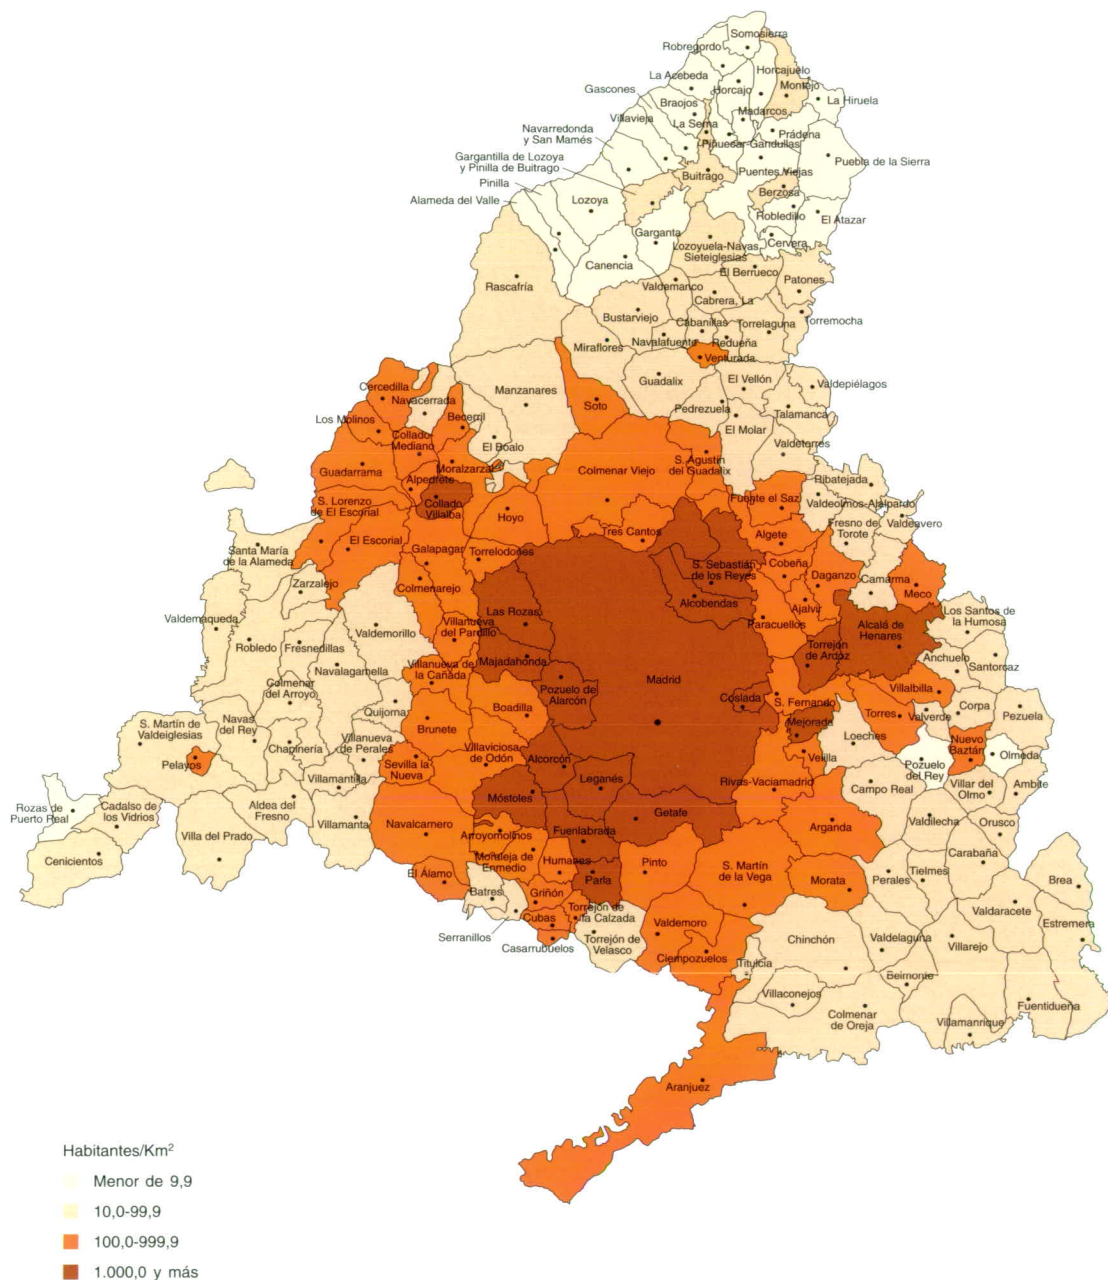 Somosierra
Robregordo
Horcajuelo
La Acebeda
Montejo
Horcajo
Gascones
La Hiruela
Braojos
Madarcos
Villavieja
La Serna
Navarredonda
y San Mamés
Prádena
Piñuecar-Gandullas
Gargantilla de Lozoya
y Pinilla de Buitrago
Puebla de la Sierra
Buitrago
Puentes Viejas
Pinilla
Berzosa
Alameda del Valle
Lozoya
Robledillo
El Atazar
Garganta
Lozoyuela-Navas-
Sieteiglesias
Cervera
Canencia
El Berrueco
Rascafría
Valdemanco
Patones
Cabrera, La
Bustarviejo
Cabanillas
Torrelaguna
Torremocha
Miraflores
Navalafuente
Redueña
Venturada
Guadalix
El Vellón
Valdepiélagos
Cercedilla
Navacerrada
Manzanares
Soto
Pedrezuela
Talamanca
Los Molinos
Becerril
El Molar
Collado-
Mediano
El Boalo
Valdetorres
Guadarrama
Moralzarzal
Colmenar Viejo
S. Agustín
del Guadalix
Alpedrete
Ribatejada
S. Lorenzo
de El Escorial
Collado
Villalba
Fuente el Saz
Valdeolmos-Alalpardo
Hoyo
Fresno de
Torote
Valdeavero
Tres Cantos
Algete
El Escorial
Santa María
de la Alameda
Galapagar
Torrelodones
S. Sebastián
de los Reyes
Cobeña
Daganzo
Camarma
Meco
Zarzalejo
Colmenarejo
Alcobendas
Ajalvir
Las Rozas
Los Santos de
la Humosa
Valdemaqueda
Valdemorillo
Villanueva
del Pardillo
Paracuellos
Alcalá de
Henares
Robledo
Fresnedillas
Torrejón
de Ardoz
Anchuelo
Santorcaz
Majadahonda
Navalagamella
Villanueva de
la Cañada
Madrid
Colmenar
del Arroyo
Pozuelo de
Alarcón
Villalbilla
Coslada
S. Fernando
Corpa
Quijorna
Boadilla
Torres
Valverde
Pezuela
S. Martín de
Valdeiglesias
Navas
del Rey
Brunete
Mejorada
Loeches
Chapinería
Villanueva
de Perales
Nuevo
Baztán
Pelayos
Villaviciosa
de Odón
Velilla
Olmeda
Sevilla la
Nueva
Alcorcón
Pozuelo
del Rey
Villamantilla
Leganés
Rivas-Vaciamadrid
Campo Real
Villar del
Olmo
Ambite
Móstoles
Rozas de
Puerto Real
Cadalso de
los Vidrios
Aldea del
Fresno
Getafe
Valdilecha
Orusco
Villamanta
Navalcarnero
Arganda
Villa del Prado
Arroyomolinos
Fuenlabrada
Cenicientos
Moraleja de
Enmedio
Humanes
Carabaña
El Álamo
Pinto
S. Martín
de la Vega
Parla
Morata
Perales
Tielmes
Brea
Batres
Griñón
Valdaracete
Torrejón de
la Calzada
Cubas
Valdemoro
Estremera
Serranillos
Casarrubuelos
Torrejón de
Velasco
Chinchón
Valdelaguna
Villarejo
Ciempozuelos
Titulcia
Belmonte
Villaconejos
Fuentidueña
Colmenar
de Oreja
Villamanrique
Aranjuez
Habitantes/Km²
Menor de 9,9
10,0-99,9
100,0-999,9
1.000,0 y más